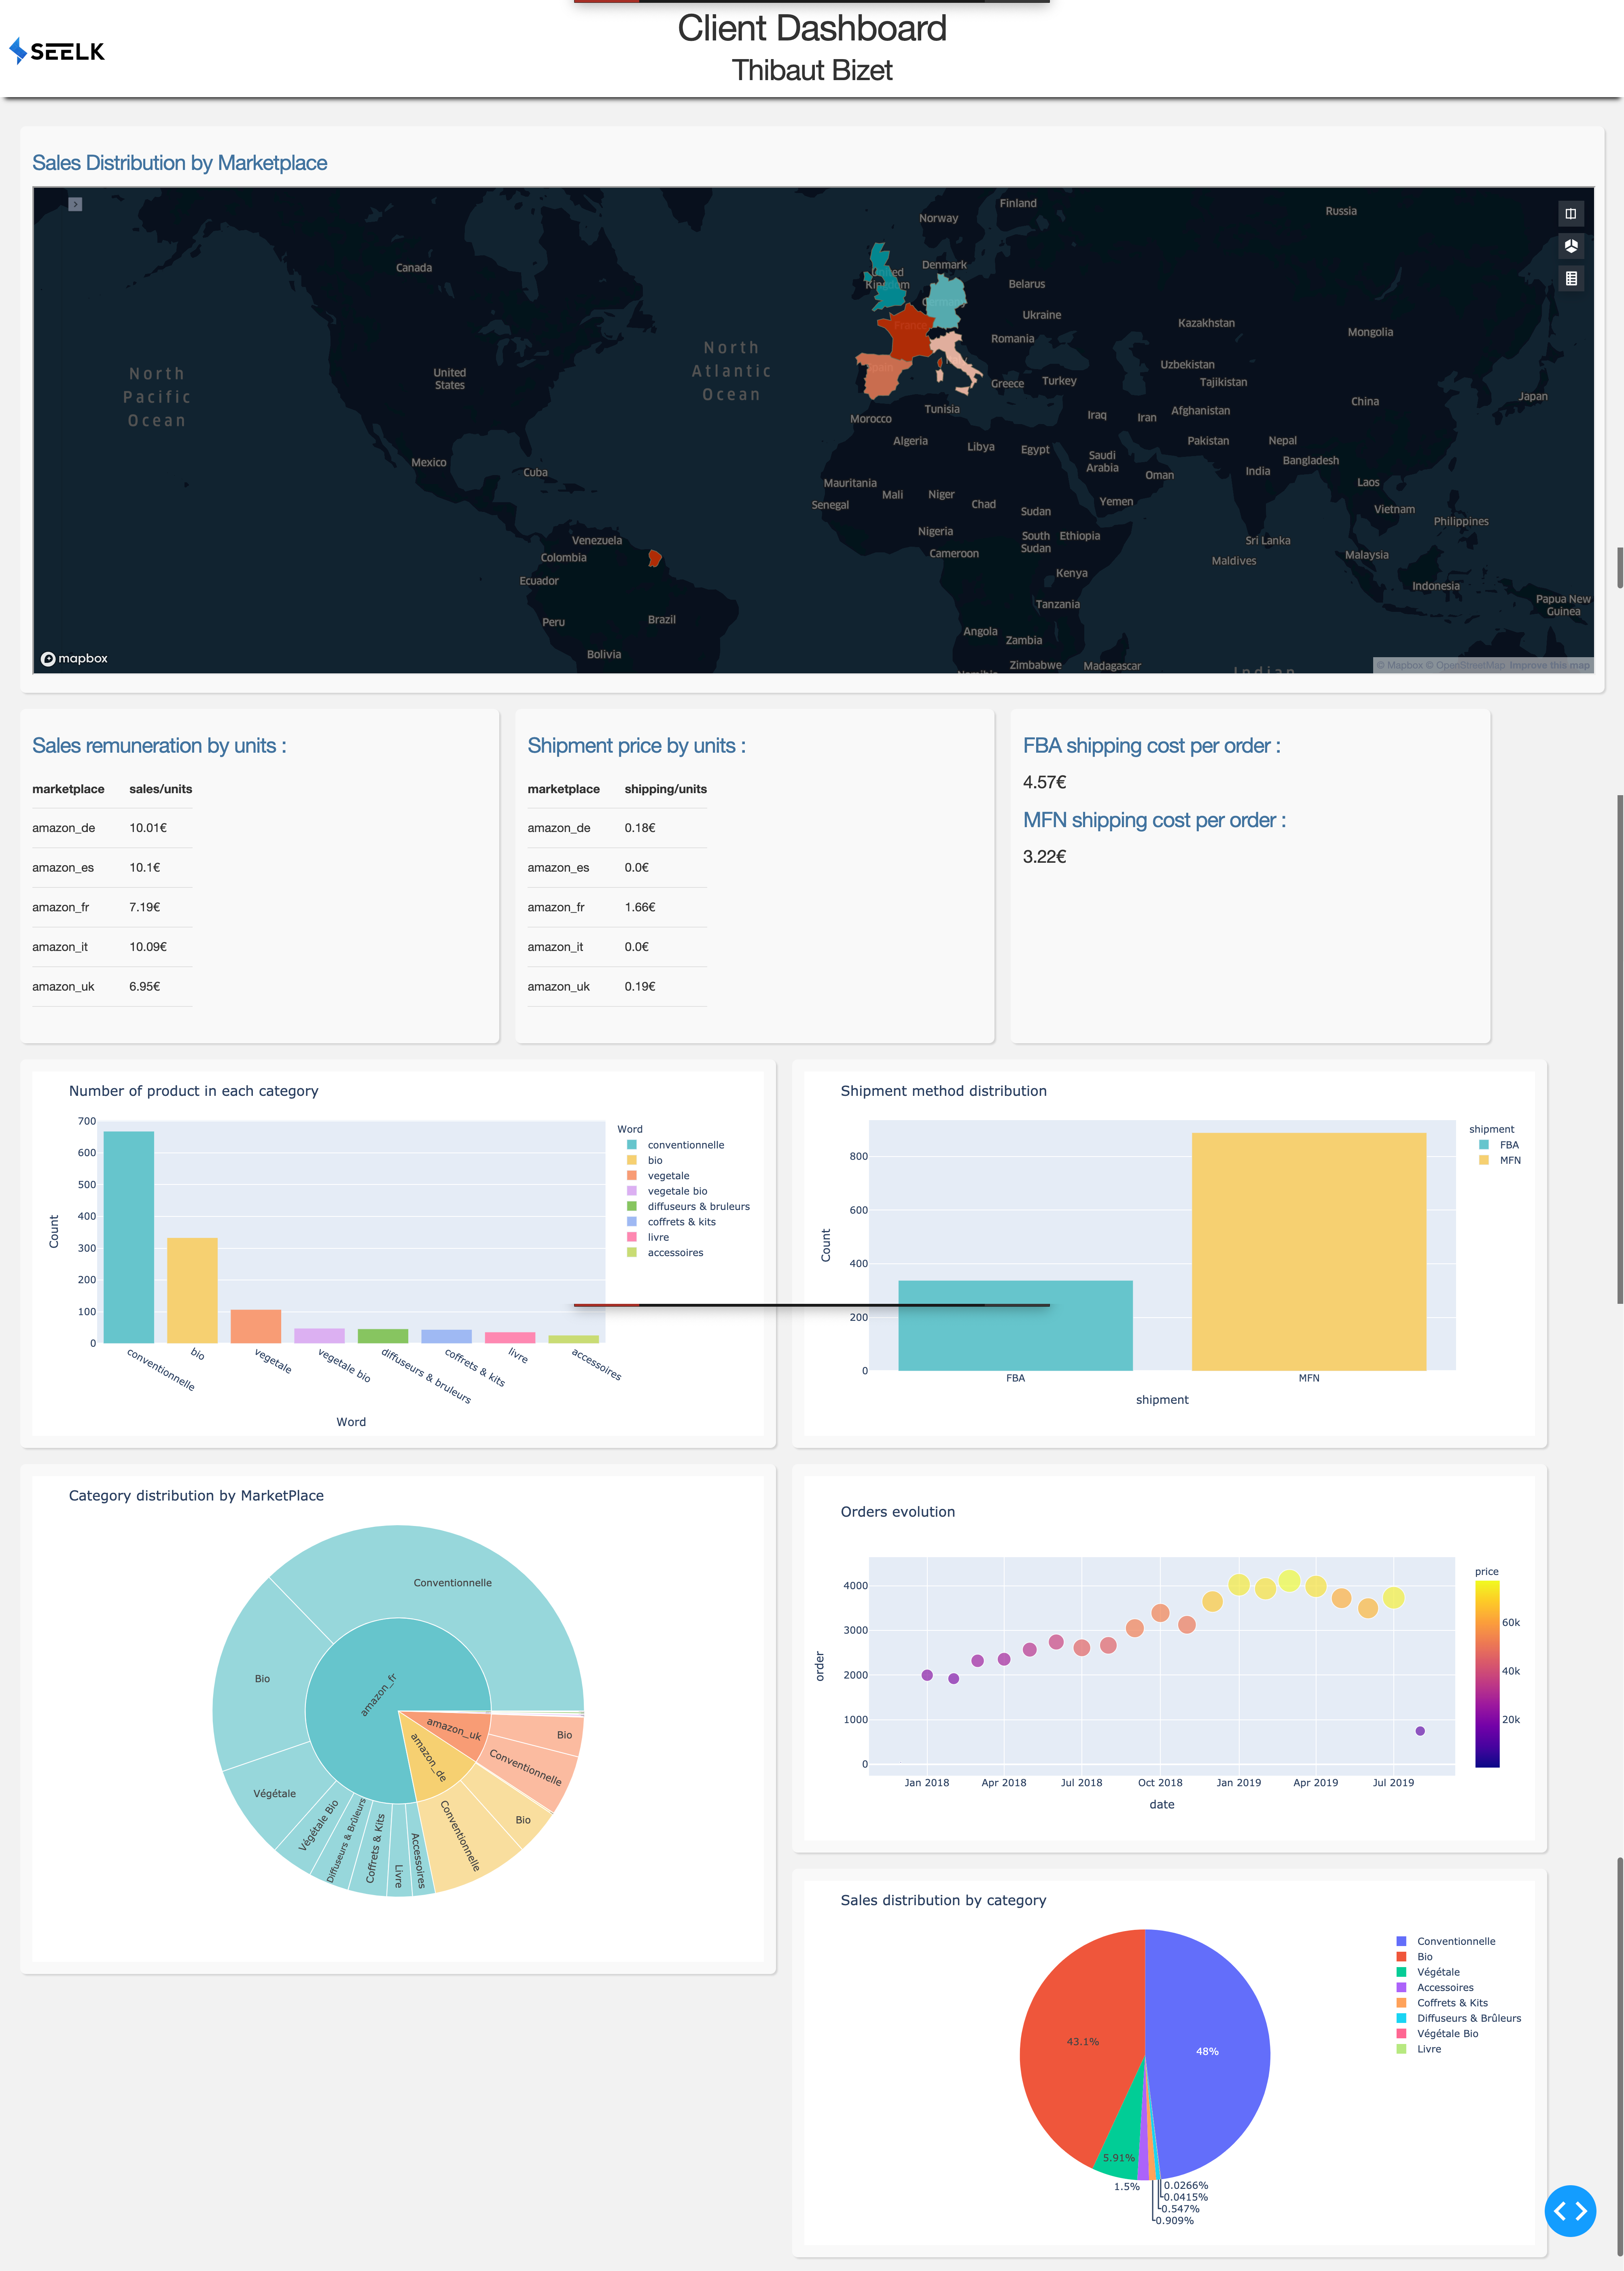 SEELK
Client Dashboard
Thibaut Bizet
Sales Distribution by Marketplace
Finland
Norway
Russia
Canada
United Kingdom
Denmark
Germany
Belarus
Ukraine
Kazakhstan
Mongolia
France
Romania
North Pacific Ocean
United States
North Atlantic Ocean
Uzbekistan
Tajikistan
Greece
Turkey
China
Japan
Morocco
Tunisia
Iraq
Iran
Afghanistan
Algeria
Libya
Egypt
Pakistan
Nepal
Mexico
Cuba
Saudi Arabia
Oman
India
Bangladesh
Mauritania
Mali
Niger
Chad
Yemen
Laos
Senegal
Sudan
Vietnam
Philippines
Nigeria
South Sudan
Ethiopia
Venezuela
Colombia
Cameroon
Sri Lanka
Maldives
Malaysia
Ecuador
Kenya
Indonesia
Tanzania
Papua New Guinea
Peru
Brazil
Angola
Zambia
Bolivia
Zimbabwe
Madagascar
Indian
mapbox
© Mapbox © OpenStreetMap Improve this map
Sales remuneration by units :
marketplace sales/units
amazon_de 10.01€
amazon_es 10.1€
amazon_fr 7.19€
amazon_it 10.09€
amazon_uk 6.95€
Shipment price by units :
marketplace shipping/units
amazon_de 0.18€
amazon_es 0.0€
amazon_fr 1.66€
amazon_it 0.0€
amazon_uk 0.19€
FBA shipping cost per order :
4.57€
MFN shipping cost per order :
3.22€
Number of product in each category
700
600
500
400
300
200
100
0
Count
conventionnelle
bio
vegetale
vegetale bio
diffuseurs & bruleurs
coffrets & kits
livre
accessoires
Word
Word
conventionnelle
bio
vegetale
vegetale bio
diffuseurs & bruleurs
coffrets & kits
livre
accessoires
Shipment method distribution
800
600
400
200
0
Count
FBA
MFN
shipment
shipment
FBA
MFN
Category distribution by MarketPlace
Conventionnelle
Bio
Végétale
Végétale Bio
Diffuseurs & Brûleurs
Coffrets & Kits
Livre
Accessoires
amazon_fr
amazon_uk
amazon_de
Bio
Conventionnelle
Bio
Conventionnelle
Orders evolution
4000
3000
2000
1000
0
order
Jan 2018
Apr 2018
Jul 2018
Oct 2018
Jan 2019
Apr 2019
Jul 2019
date
price
60k
40k
20k
Sales distribution by category
43.1%
48%
5.91%
1.5%
0.0266%
0.0415%
0.547%
0.909%
Conventionnelle
Bio
Végétale
Accessoires
Coffrets & Kits
Diffuseurs & Brûleurs
Végétale Bio
Livre